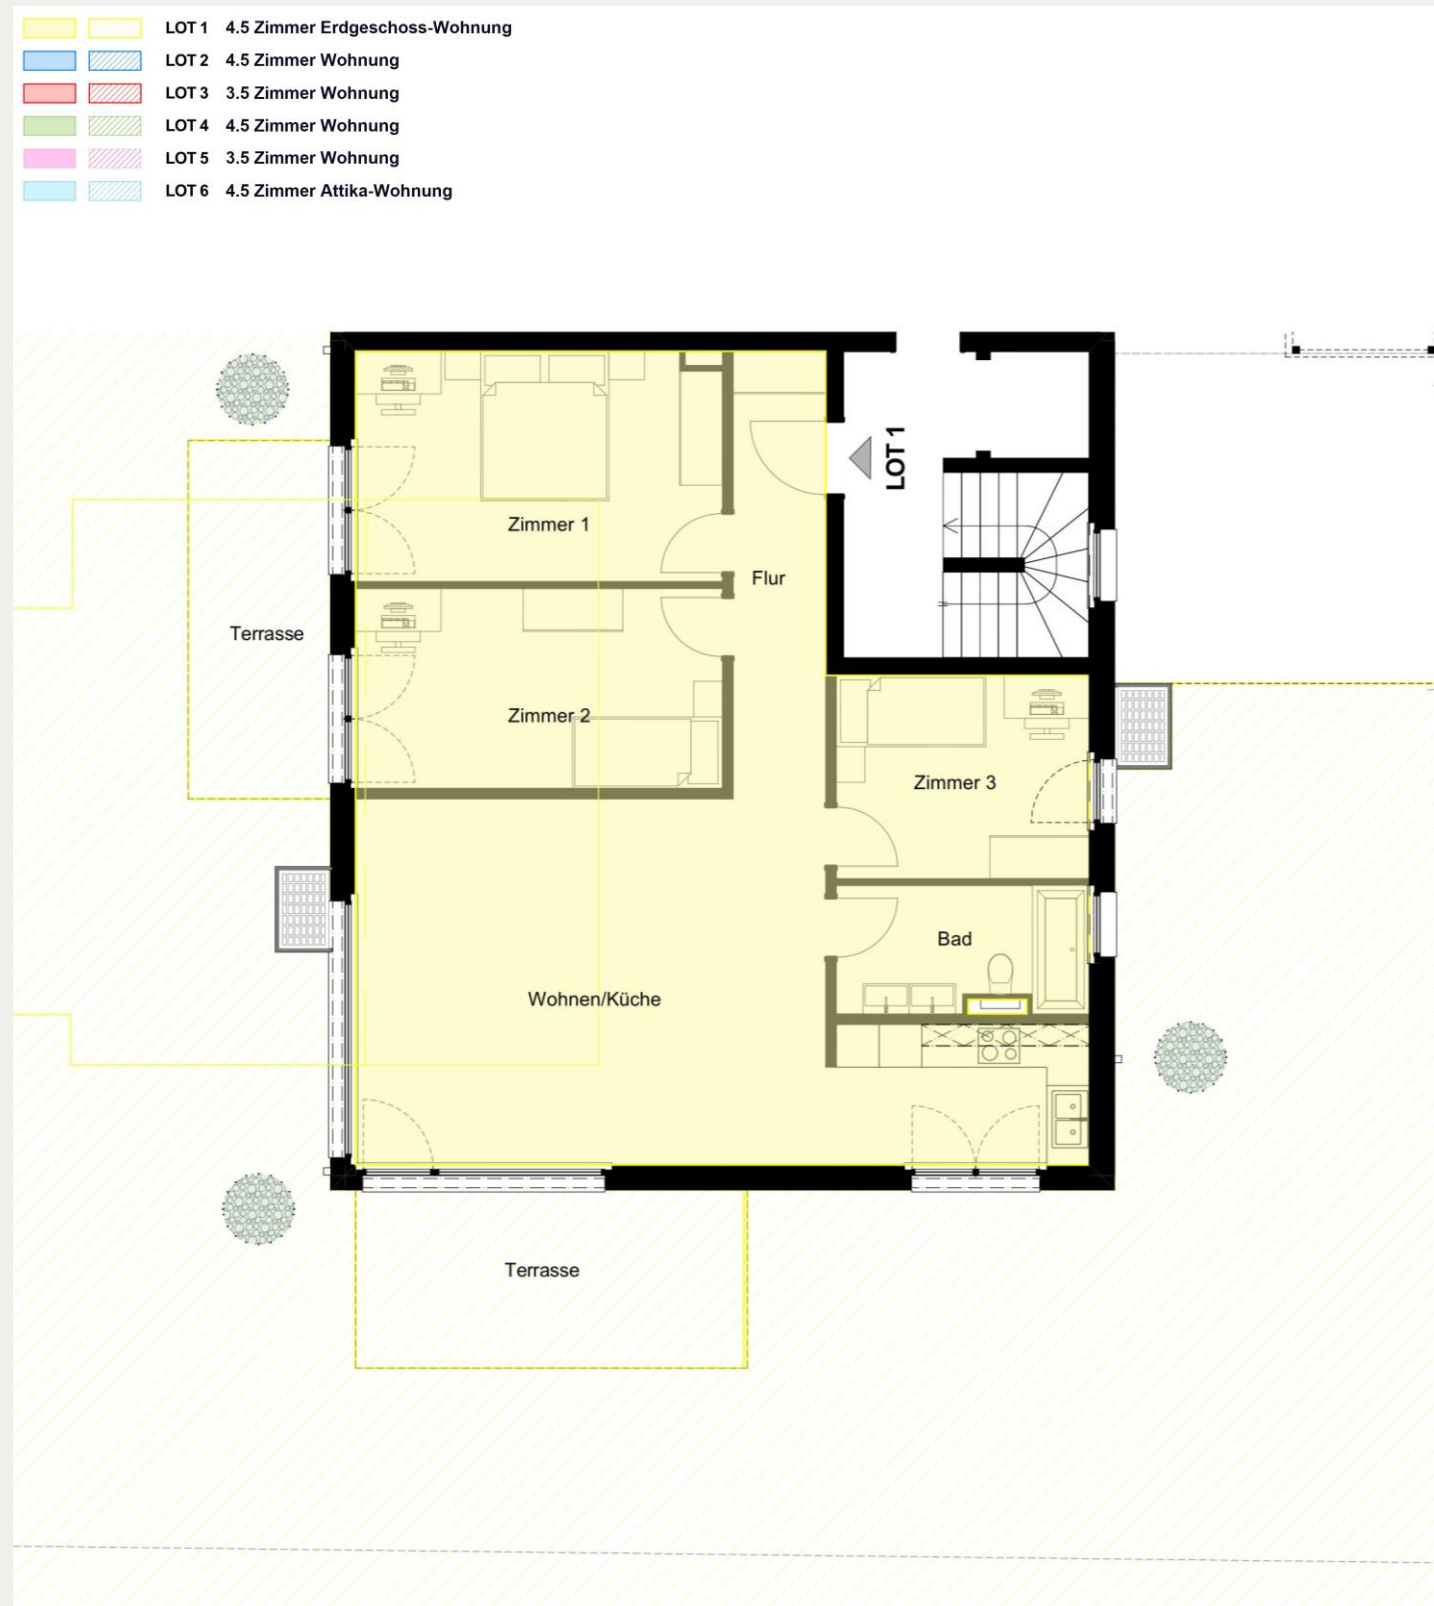 LOT 1 4.5 Zimmer Erdgeschoss-Wohnung
LOT 2 4.5 Zimmer Wohnung
LOT 3 3.5 Zimmer Wohnung
LOT 4 4.5 Zimmer Wohnung
LOT 5 3.5 Zimmer Wohnung
LOT 6 4.5 Zimmer Attika-Wohnung
LOT 1
Zimmer 1
Flur
Terrasse
Zimmer 2
Zimmer 3
Bad
Wohnen/Küche
Terrasse